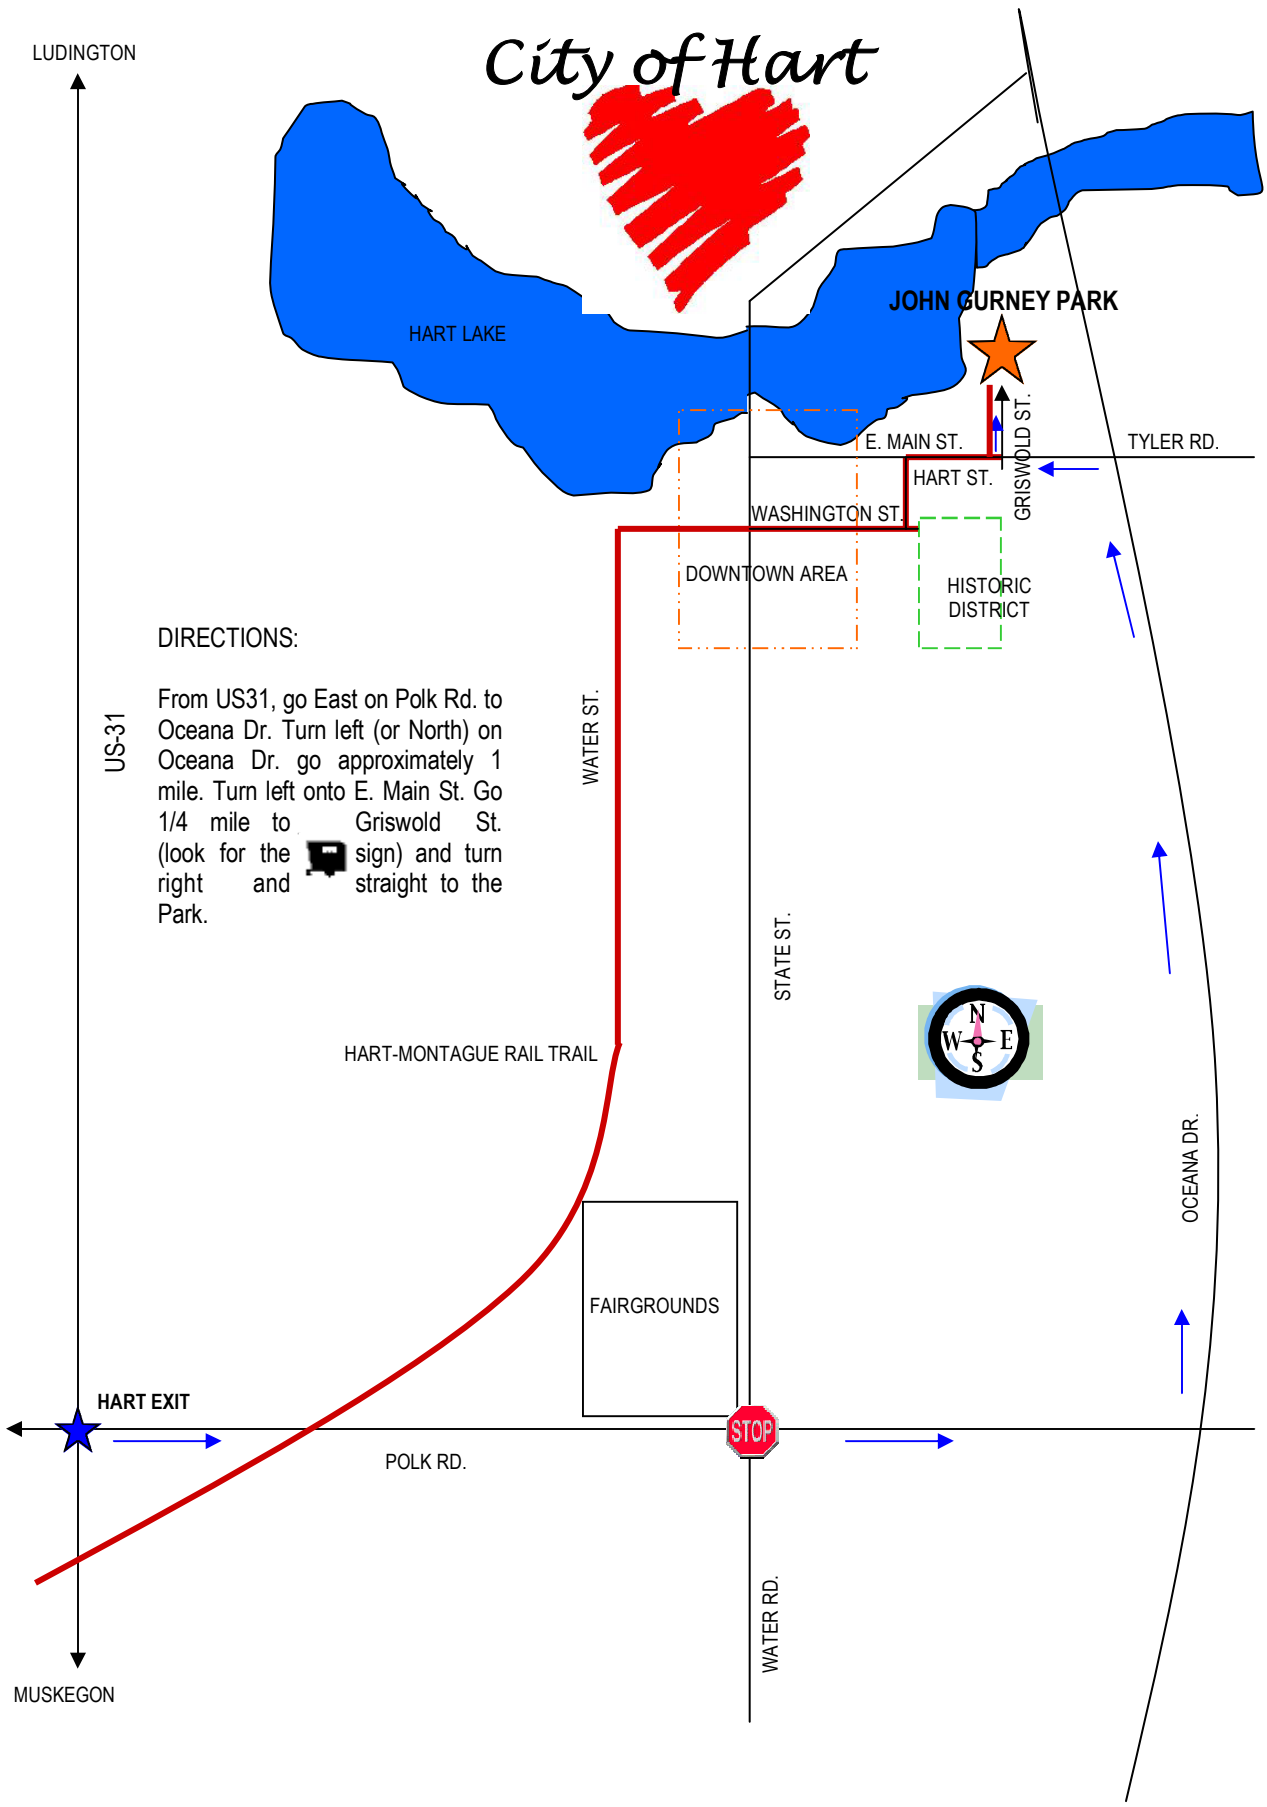 LUDINGTON
City of Hart
JOHN GURNEY PARK
HART LAKE
E. MAIN ST.
TYLER RD.
GRISWOLD ST.
HART ST.
WASHINGTON ST.
DOWNTOWN AREA
HISTORIC
DISTRICT
DIRECTIONS:
From US31, go East on Polk Rd. to
Oceana Dr. Turn left (or North) on
Oceana Dr. go approximately 1
mile. Turn left onto E. Main St. Go
1/4 mile to Griswold St.
(look for the sign) and turn
right and straight to the
Park.
US-31
WATER ST.
STATE ST.
N
W E
S
HART-MONTAGUE RAIL TRAIL
OCEANA DR.
FAIRGROUNDS
HART EXIT
STOP
POLK RD.
WATER RD.
MUSKEGON